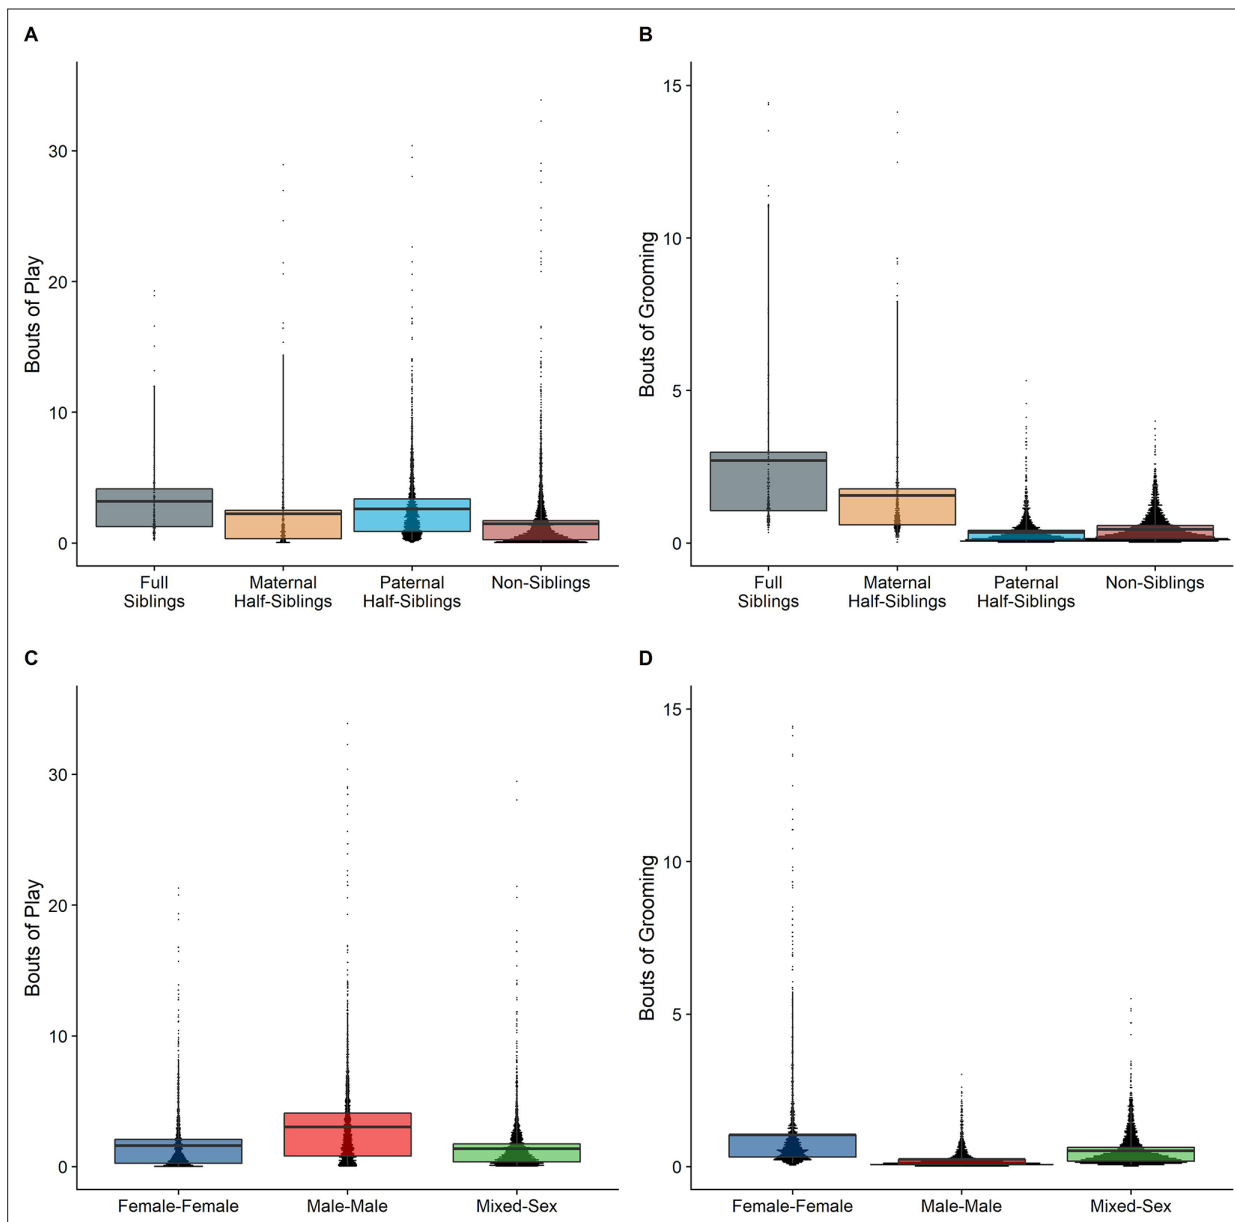 A
Bouts of Play
30
20
10
0
Full
Siblings
Maternal
Half-Siblings
Paternal
Half-Siblings
Non-Siblings
B
Bouts of Grooming
15
10
5
0
Full
Siblings
Maternal
Half-Siblings
Paternal
Half-Siblings
Non-Siblings
C
Bouts of Play
30
20
10
0
Female-Female
Male-Male
Mixed-Sex
D
Bouts of Grooming
15
10
5
0
Female-Female
Male-Male
Mixed-Sex